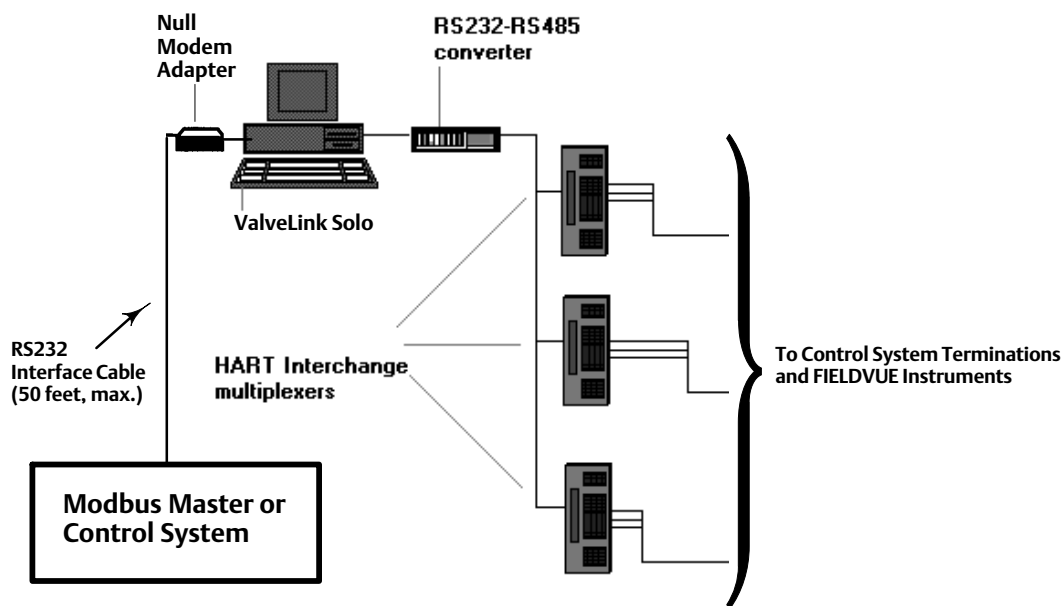 Null
Modem
Adapter
RS232-RS485
converter
ValveLink Solo
RS232
Interface Cable
(50 feet, max.)
HART Interchange
multiplexers
To Control System Terminations
and FIELDVUE Instruments
Modbus Master or
Control System